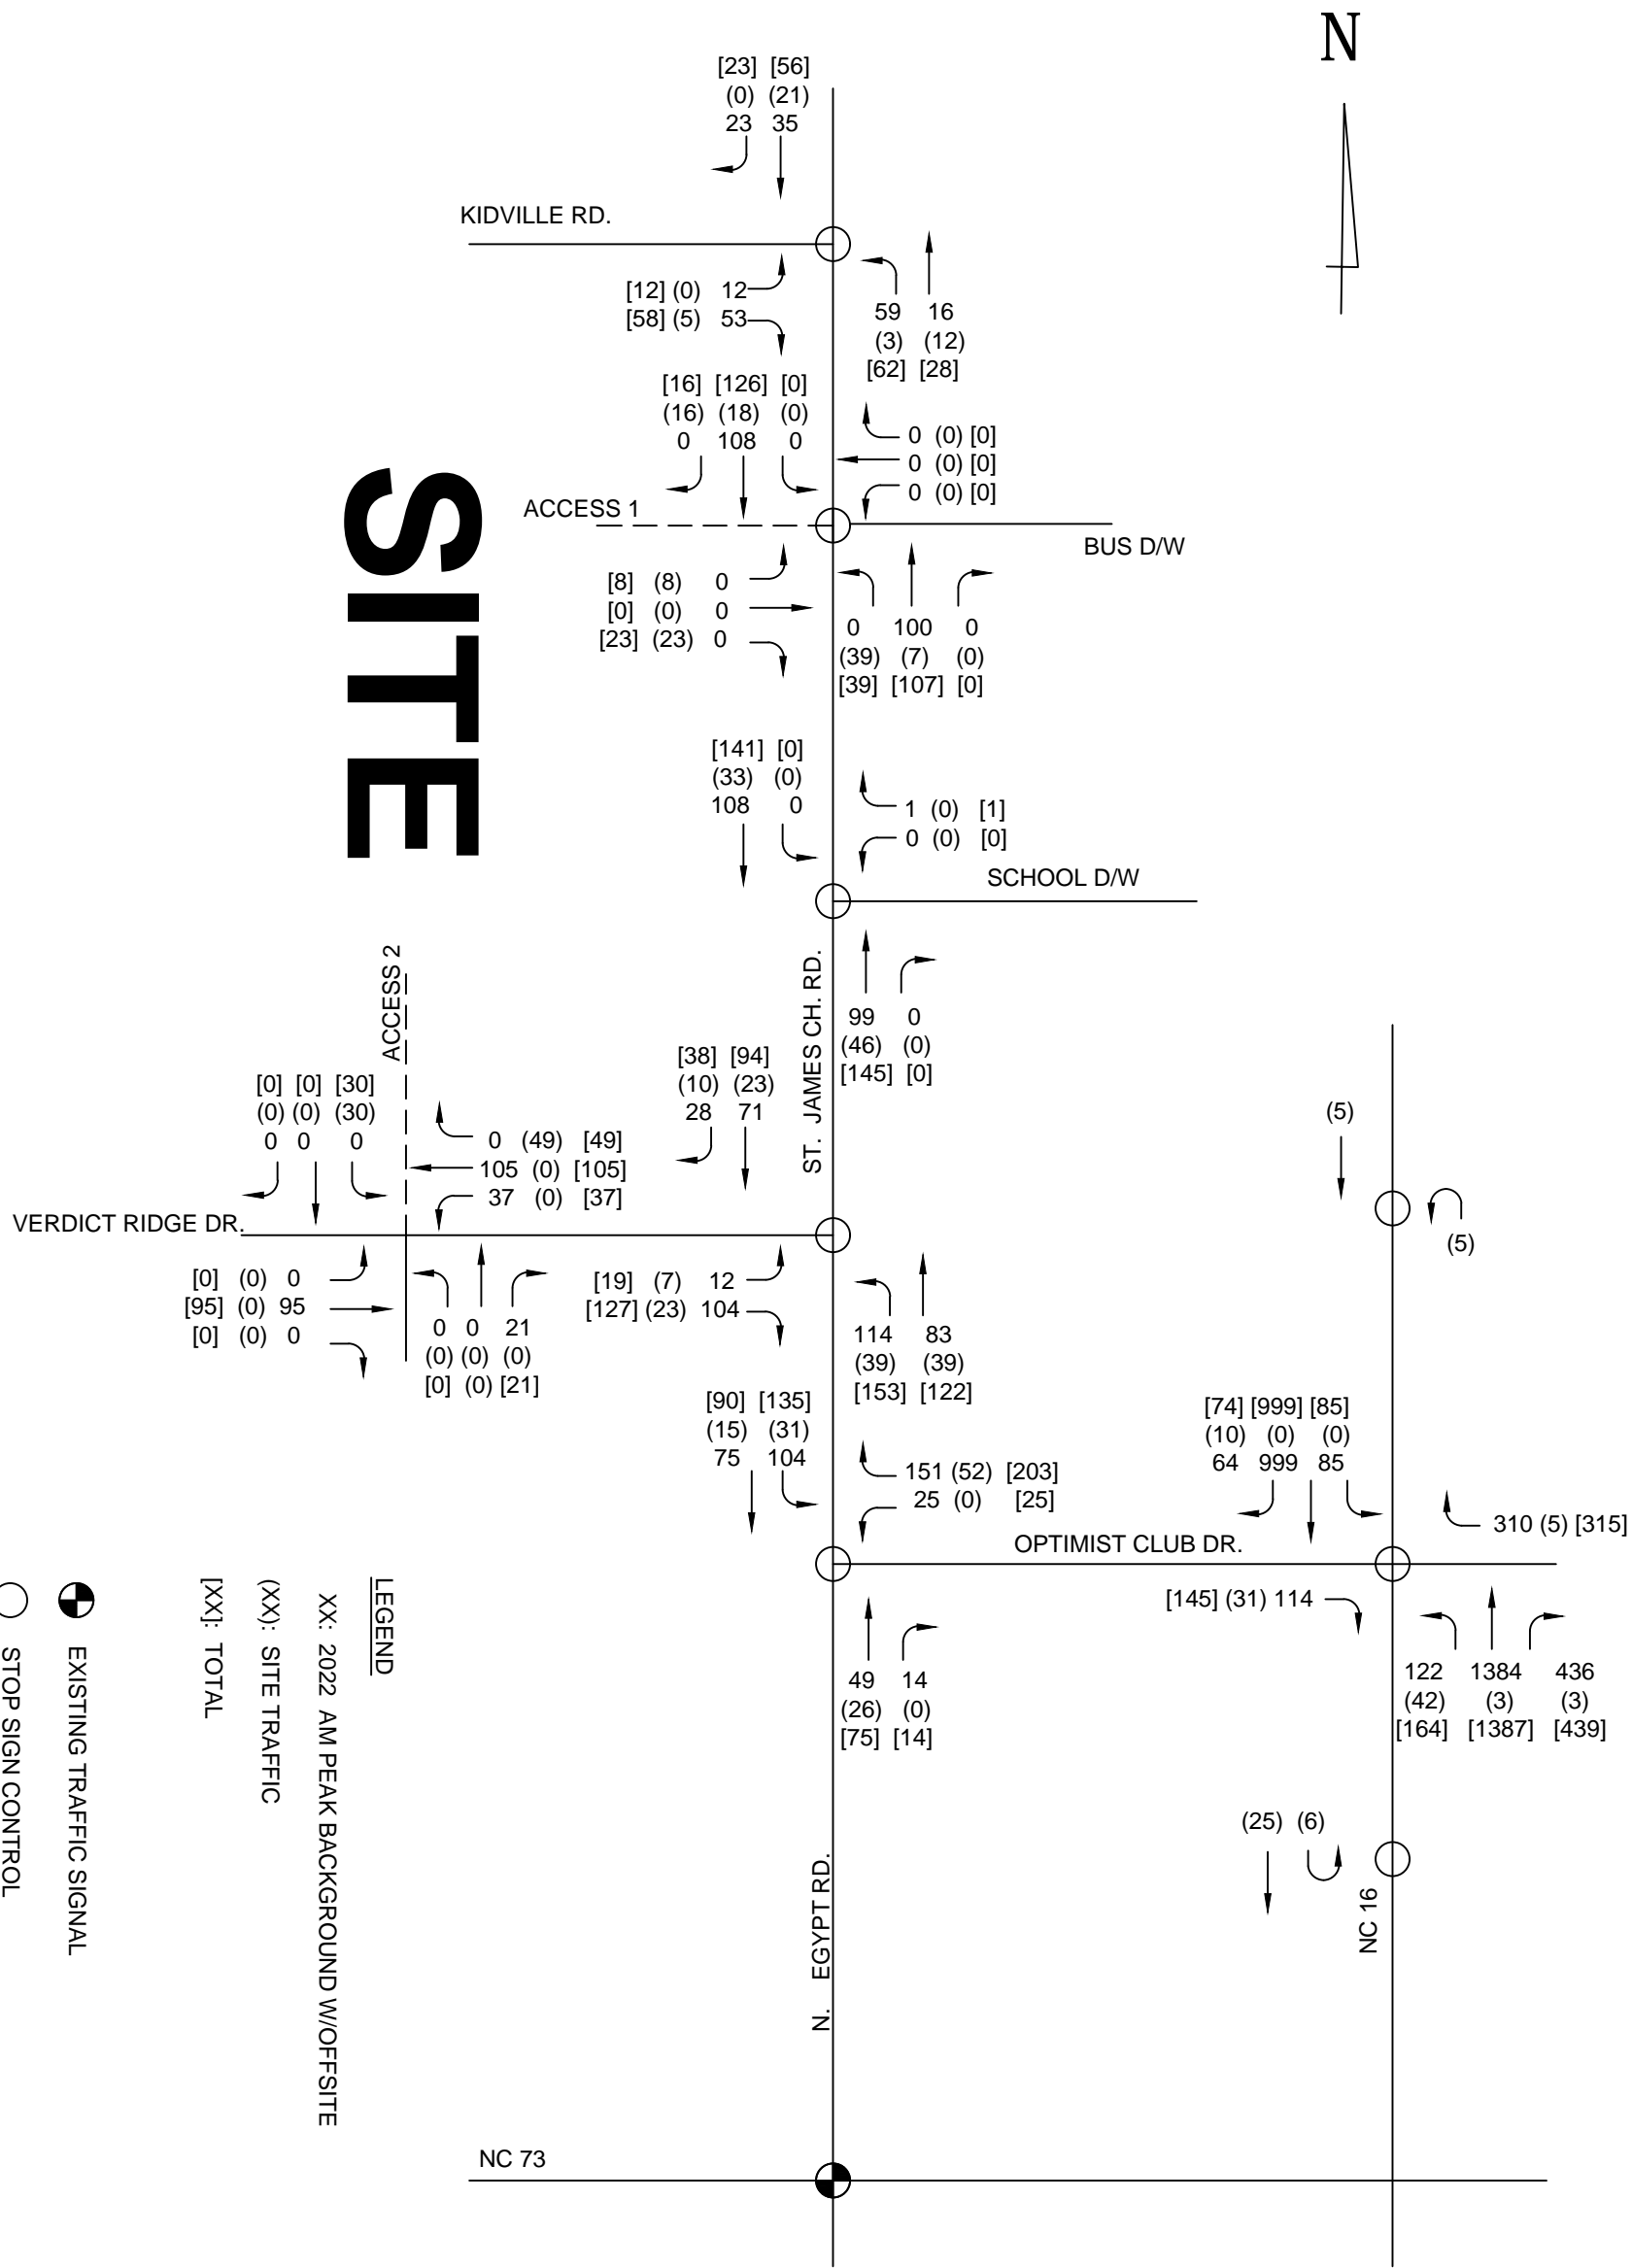 N
[23] [56]
(0) (21)
23 35
KIDVILLE RD.
[12] (0) 12
[58] (5) 53
59 16
(3) (12)
[62] [28]
[16] [126] [0]
(16) (18) (0)
0 108 0
0 (0) [0]
0 (0) [0]
0 (0) [0]
ACCESS 1
BUS D/W
[8] (8) 0
[0] (0) 0
[23] (23) 0
0 100 0
(39) (7) (0)
[39] [107] [0]
SITE
[141] [0]
(33) (0)
108 0
1 (0) [1]
0 (0) [0]
SCHOOL D/W
ST. JAMES CH. RD.
99 0
(46) (0)
[145] [0]
ACCESS 2
[38] [94]
(10) (23)
28 71
[0] [0] [30]
(0) (0) (30)
0 0 0
0 (49) [49]
105 (0) [105]
37 (0) [37]
(5)
(5)
VERDICT RIDGE DR.
[0] (0) 0
[95] (0) 95
[0] (0) 0
0 0 21
(0) (0) (0)
[0] (0) [21]
[19] (7) 12
[127] (23) 104
114 83
(39) (39)
[153] [122]
[90] [135]
(15) (31)
75 104
151 (52) [203]
25 (0) [25]
[74] [999] [85]
(10) (0) (0)
64 999 85
310 (5) [315]
OPTIMIST CLUB DR.
[145] (31) 114
49 14
(26) (0)
[75] [14]
122 1384 436
(42) (3) (3)
[164] [1387] [439]
(25) (6)
NC 16
N. EGYPT RD.
NC 73
LEGEND
XX: 2022 AM PEAK BACKGROUND W/OFFSITE
(XX): SITE TRAFFIC
[XX]: TOTAL
EXISTING TRAFFIC SIGNAL
STOP SIGN CONTROL